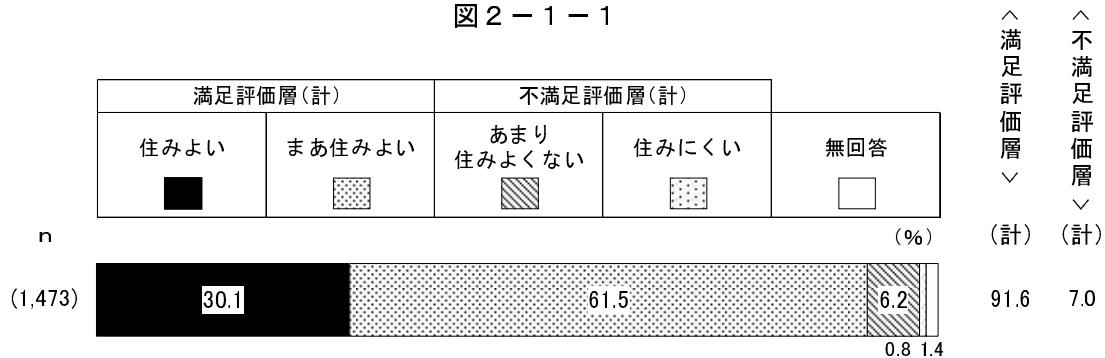 図2-1-1
満足評価層(計)
不満足評価層(計)
住みよい
まあ住みよい
あまり
住みよくない
住みにくい
無回答
<満足評価層>
(計)
<不満足評価層>
(計)
n
(%)
(1,473)
30.1
61.5
6.2
0.8
1.4
91.6
7.0